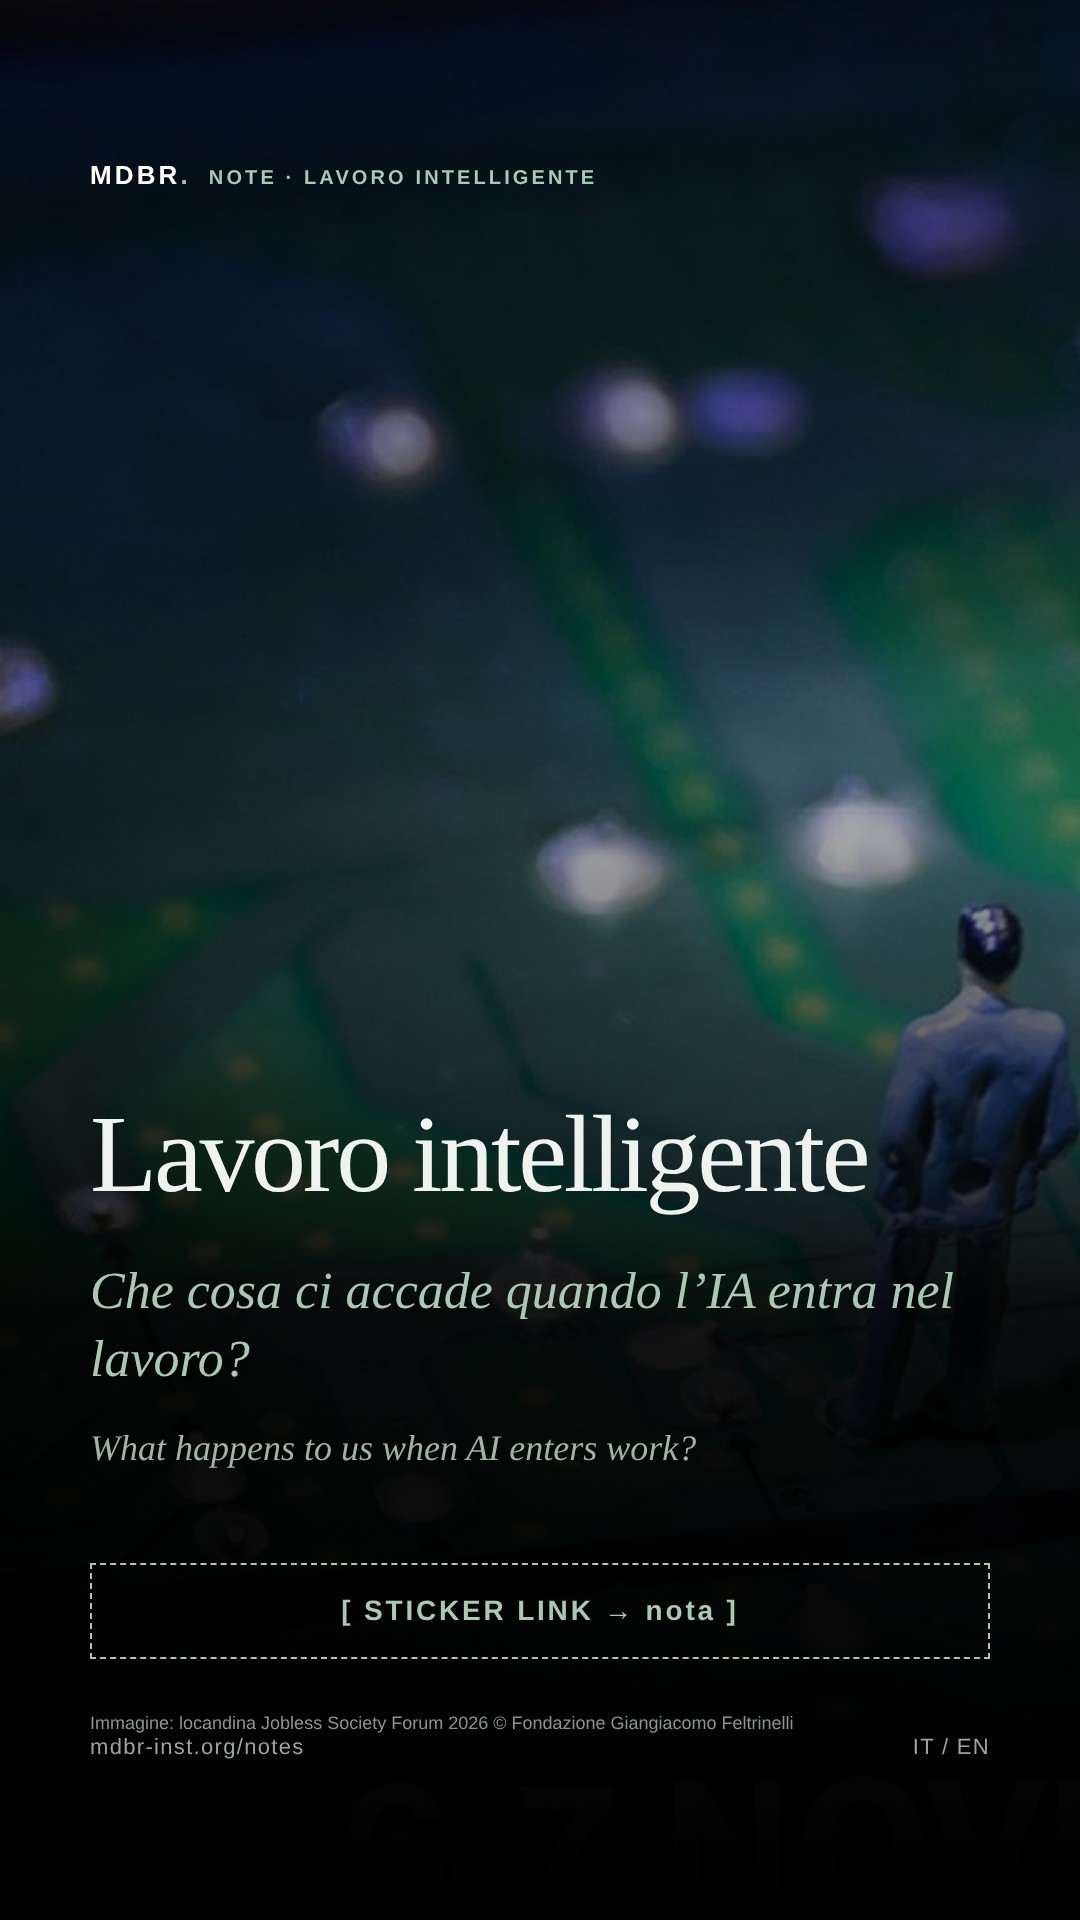 MDBR. NOTE · LAVORO INTELLIGENTE
Lavoro intelligente
Che cosa ci accade quando l’IA entra nel
lavoro?
What happens to us when AI enters work?
[ STICKER LINK → nota ]
Immagine: locandina Jobless Society Forum 2026 © Fondazione Giangiacomo Feltrinelli
mdbr-inst.org/notes
IT / EN